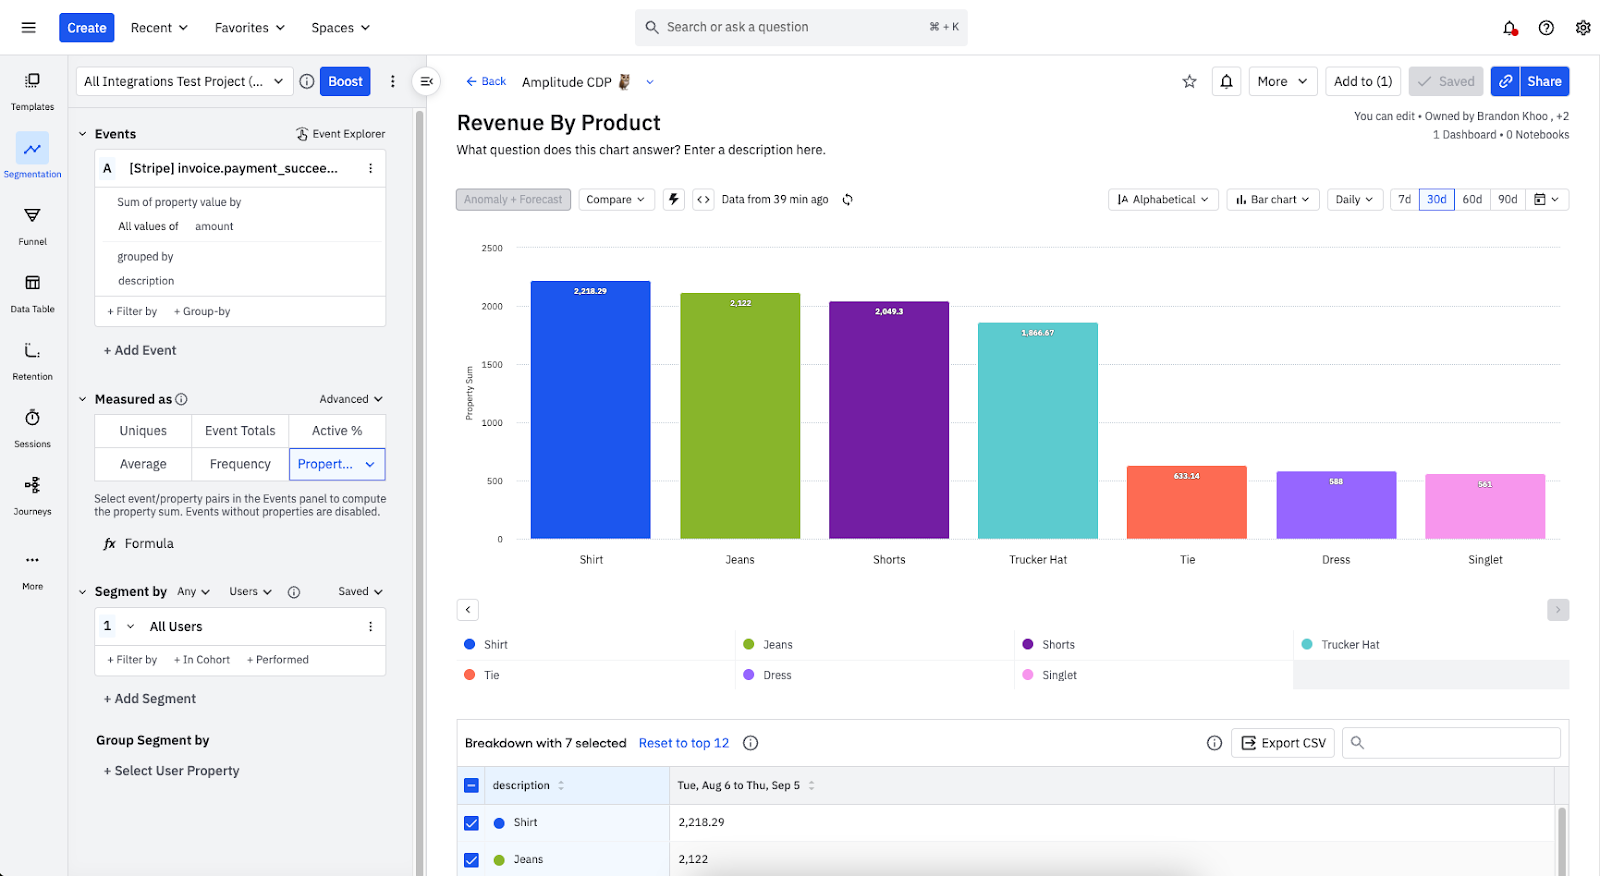 Create
Recent
Favorites
Spaces
Search or ask a question
⌘ + K
Templates
Segmentation
Funnel
Data Table
Retention
Sessions
Journeys
More
All Integrations Test Project (...
Boost
Events
Event Explorer
A [Stripe] invoice.payment_succee...
Sum of property value by
All values of amount
grouped by
description
+ Filter by + Group-by
+ Add Event
Measured as
Advanced
Uniques Event Totals Active %
Average Frequency Propert...
Select event/property pairs in the Events panel to compute
the property sum. Events without properties are disabled.
fx Formula
Segment by Any Users Saved
1 All Users
+ Filter by + In Cohort + Performed
+ Add Segment
Group Segment by
+ Select User Property
← Back Amplitude CDP
More
Add to (1)
Saved
Share
Revenue By Product
What question does this chart answer? Enter a description here.
You can edit • Owned by Brandon Khoo , +2
1 Dashboard • 0 Notebooks
Anomaly + Forecast
Compare
Data from 39 min ago
Alphabetical
Bar chart
Daily
7d 30d 60d 90d
Property Sum
2500
2000
1500
1000
500
0
2,218.29
2,122
2,049.3
1,866.67
633.14
588
561
Shirt Jeans Shorts Trucker Hat Tie Dress Singlet
Shirt Jeans Shorts Trucker Hat
Tie Dress Singlet
Breakdown with 7 selected Reset to top 12
Export CSV
description Tue, Aug 6 to Thu, Sep 5
Shirt 2,218.29
Jeans 2,122